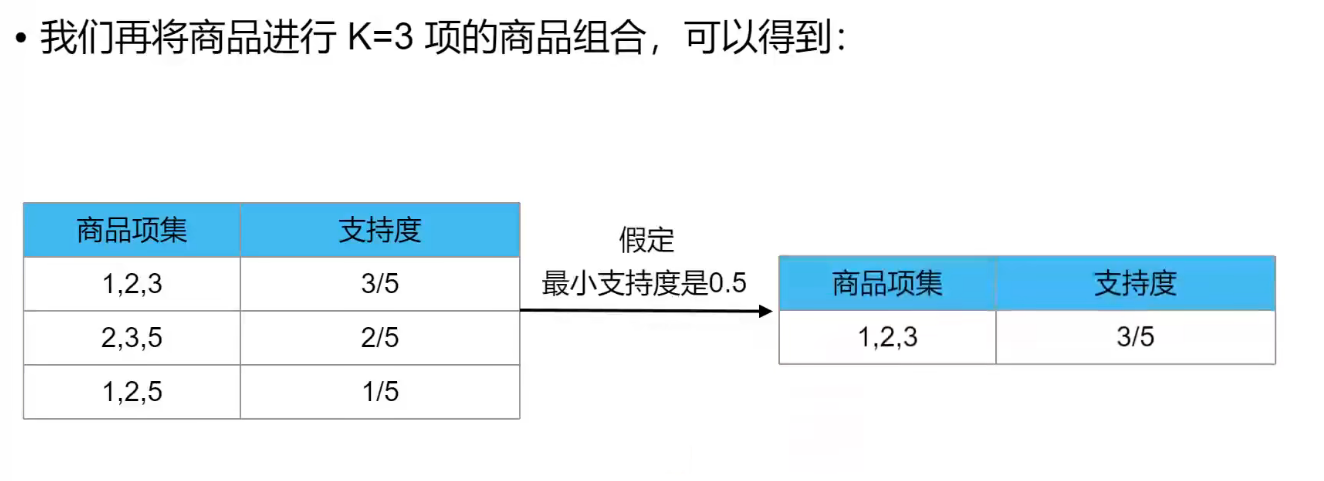 • 我们再将商品进行 K=3 项的商品组合，可以得到：
商品项集 支持度
1,2,3 3/5
2,3,5 2/5
1,2,5 1/5
假定
最小支持度是0.5
商品项集 支持度
1,2,3 3/5